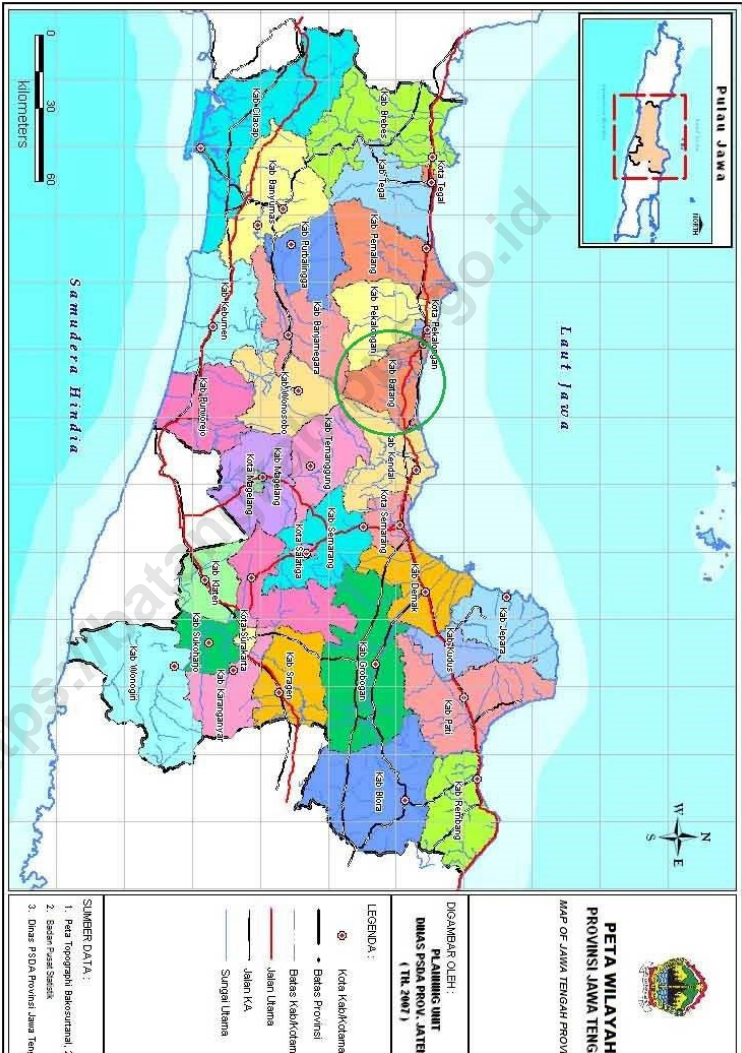 Pulau Jawa
NORTH
0 30 60
kilometers
Laut Jawa
Samudera Hindia
N
W E
S
Kab Brebes
Kota Tegal
Kab Tegal
Kab Pemalang
Kota Pekalongan
Kab Pekalongan
Kab Batang
Kab Kendal
Kota Semarang
Kab Demak
Kab Jepara
Kab Kudus
Kab Pati
Kab Rembang
Kab Cilacap
Kab Banyumas
Kab Purbalingga
Kab Banjarnegara
Kab Kebumen
Kab Wonosobo
Kab Purworejo
Kab Temanggung
Kab Magelang
Kota Magelang
Kab Semarang
Kota Salatiga
Kab Klaten
Kota Surakarta
Kab Sukoharjo
Kab Karanganyar
Kab Wonogiri
Kab Sragen
Kab Grobogan
Kab Blora
PETA WILAYAH
PROVINSI JAWA TENG
MAP OF JAWA TENGAH PROVI
DIGAMBAR OLEH :
PLANNING UNIT
DINAS PSDA PROV. JATE
( TH. 2007 )
LEGENDA :
Kota Kab/Kotama
Batas Provinsi
Batas Kab/Kotam
Jalan Utama
Jalan KA
Sungai Utama
SUMBER DATA :
1. Peta Topographi Bakosurtanal, 2
2. Badan Pusat Statistik
3. Dinas PSDA Provinsi Jawa Teng